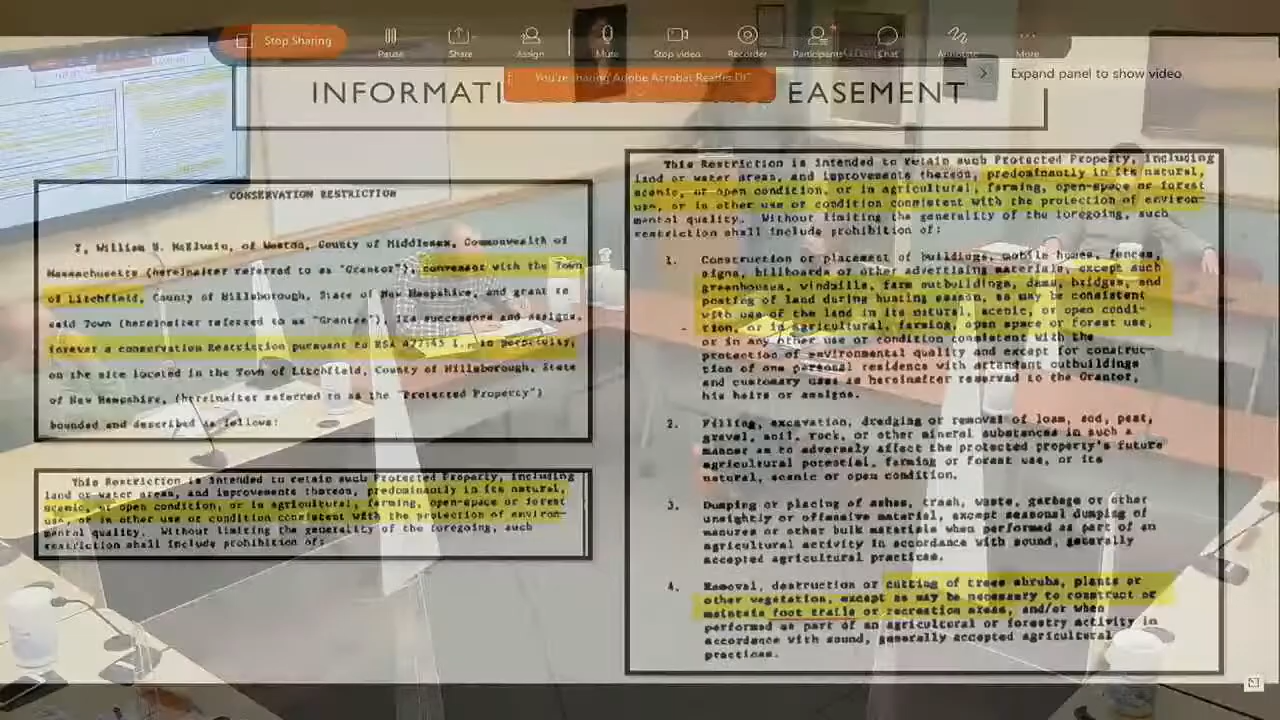 Stop Sharing
Pause
Share
Assign
Mute
Stop video
Recorder
Participants
Chat
Annotate
More
You're sharing Adobe Acrobat Reader DC
Expand panel to show video
INFORMATI EASEMENT
CONSERVATION RESTRICTION
I, William H. McElwain, of Weston, County of Middlesex, Commonwealth of
Massachusetts (hereinafter referred to as "Grantor"), covenant with the Town
of Litchfield, County of Hillsborough, State of New Hampshire, and grant to
said Town (hereinafter referred to as "Grantee"), its successors and assigns,
forever a conservation Restriction pursuant to RSA 477:45 I., in perpetuity,
on the site located in the Town of Litchfield, County of Hillsborough, State
of New Hampshire, (hereinafter referred to as the "Protected Property")
bounded and described as follows:
This Restriction is intended to retain such Protected Property, including
land or water areas, and improvements thereon, predominantly in its natural,
scenic, or open condition, or in agricultural, farming, open-space or forest
use, or in other use or condition consistent with the protection of environ-
mental quality. Without limiting the generality of the foregoing, such
restriction shall include prohibition of:
This Restriction is intended to retain such Protected Property, including
land or water areas, and improvements thereon, predominantly in its natural,
scenic, or open condition, or in agricultural, farming, open-space or forest
use, or in other use or condition consistent with the protection of environ-
mental quality. Without limiting the generality of the foregoing, such
restriction shall include prohibition of:
1. Construction or placement of buildings, mobile homes, fences,
signs, billboards or other advertising materials, except such
greenhouses, windmills, farm outbuildings, dams, bridges, and
posting of land during hunting season, as may be consistent
with use of the land in its natural, scenic, or open condi-
tion, or in agricultural, farming, open space or forest use,
or in any other use or condition consistent with the
protection of environmental quality and except for construc-
tion of one personal residence with attendant outbuildings
and customary uses as hereinafter reserved to the Grantor,
his heirs or assigns.
2. Filling, excavation, dredging or removal of loam, sod, peat,
gravel, soil, rock, or other mineral substances in such a
manner as to adversely affect the protected property's future
agricultural potential, farming or forest use, or its
natural, scenic or open condition.
3. Dumping or placing of ashes, trash, waste, garbage or other
unsightly or offensive material, except seasonal dumping of
manures or other bulk materials when performed as part of an
agricultural activity in accordance with sound, generally
accepted agricultural practices.
4. Removal, destruction or cutting of trees shrubs, plants or
other vegetation, except as may be necessary to construct or
maintain foot trails or recreation areas, and/or when
performed as part of an agricultural or forestry activity in
accordance with sound, generally accepted agricultural
practices.